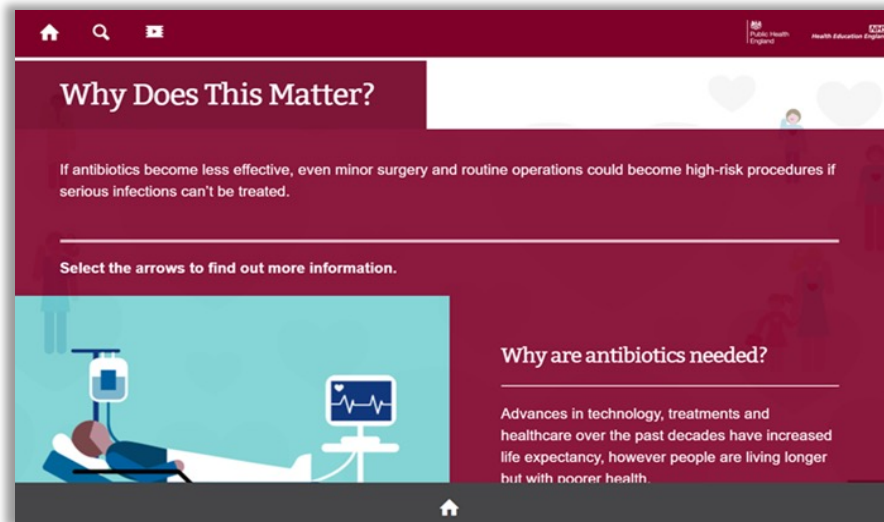 Public Health
England
NHS
Health Education England
Why Does This Matter?
If antibiotics become less effective, even minor surgery and routine operations could become high-risk procedures if
serious infections can't be treated.
Select the arrows to find out more information.
Why are antibiotics needed?
Advances in technology, treatments and
healthcare over the past decades have increased
life expectancy, however people are living longer
but with poorer health.